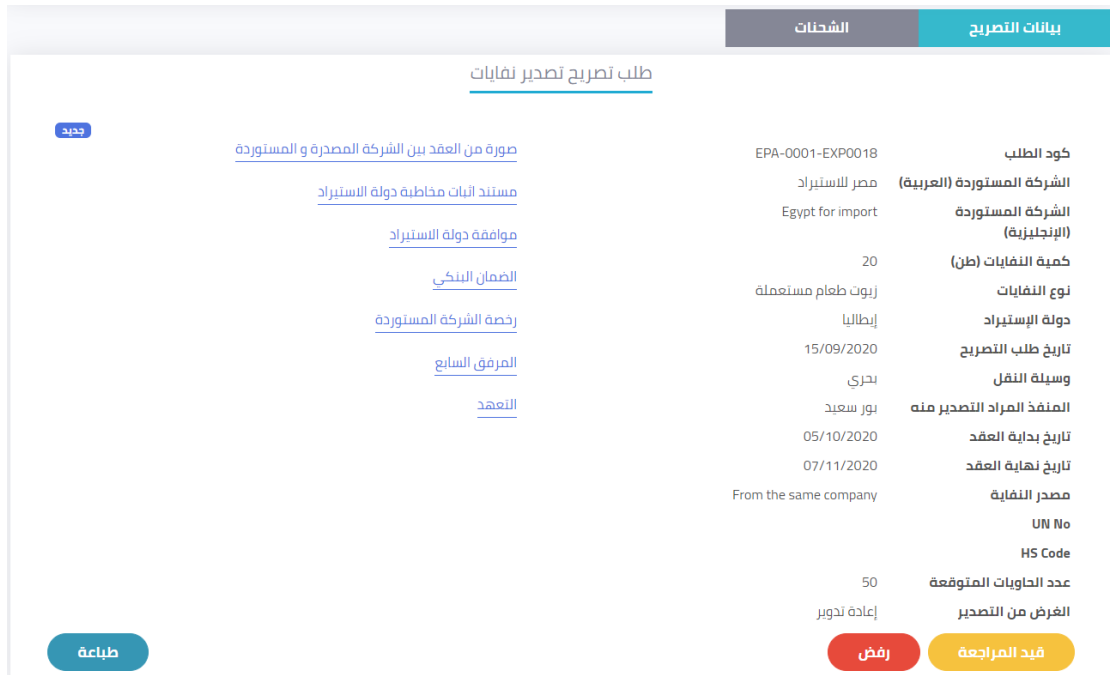 بيانات التصريح
الشحنات
طلب تصريح تصدير نفايات
جديد
كود الطلب EPA-0001-EXP0018
الشركة المستوردة (العربية) مصر للاستيراد
الشركة المستوردة (الإنجليزية) Egypt for import
كمية النفايات (طن) 20
نوع النفايات زيوت طعام مستعملة
دولة الإستيراد إيطاليا
تاريخ طلب التصريح 15/09/2020
وسيلة النقل بحري
المنفذ المراد التصدير منه بور سعيد
تاريخ بداية العقد 05/10/2020
تاريخ نهاية العقد 07/11/2020
مصدر النفاية From the same company
UN No
HS Code
عدد الحاويات المتوقعة 50
الغرض من التصدير إعادة تدوير
صورة من العقد بين الشركة المصدرة و المستوردة
مستند اثبات مخاطبة دولة الاستيراد
موافقة دولة الاستيراد
الضمان البنكي
رخصة الشركة المستوردة
المرفق السابع
التعهد
قيد المراجعة
رفض
طباعة